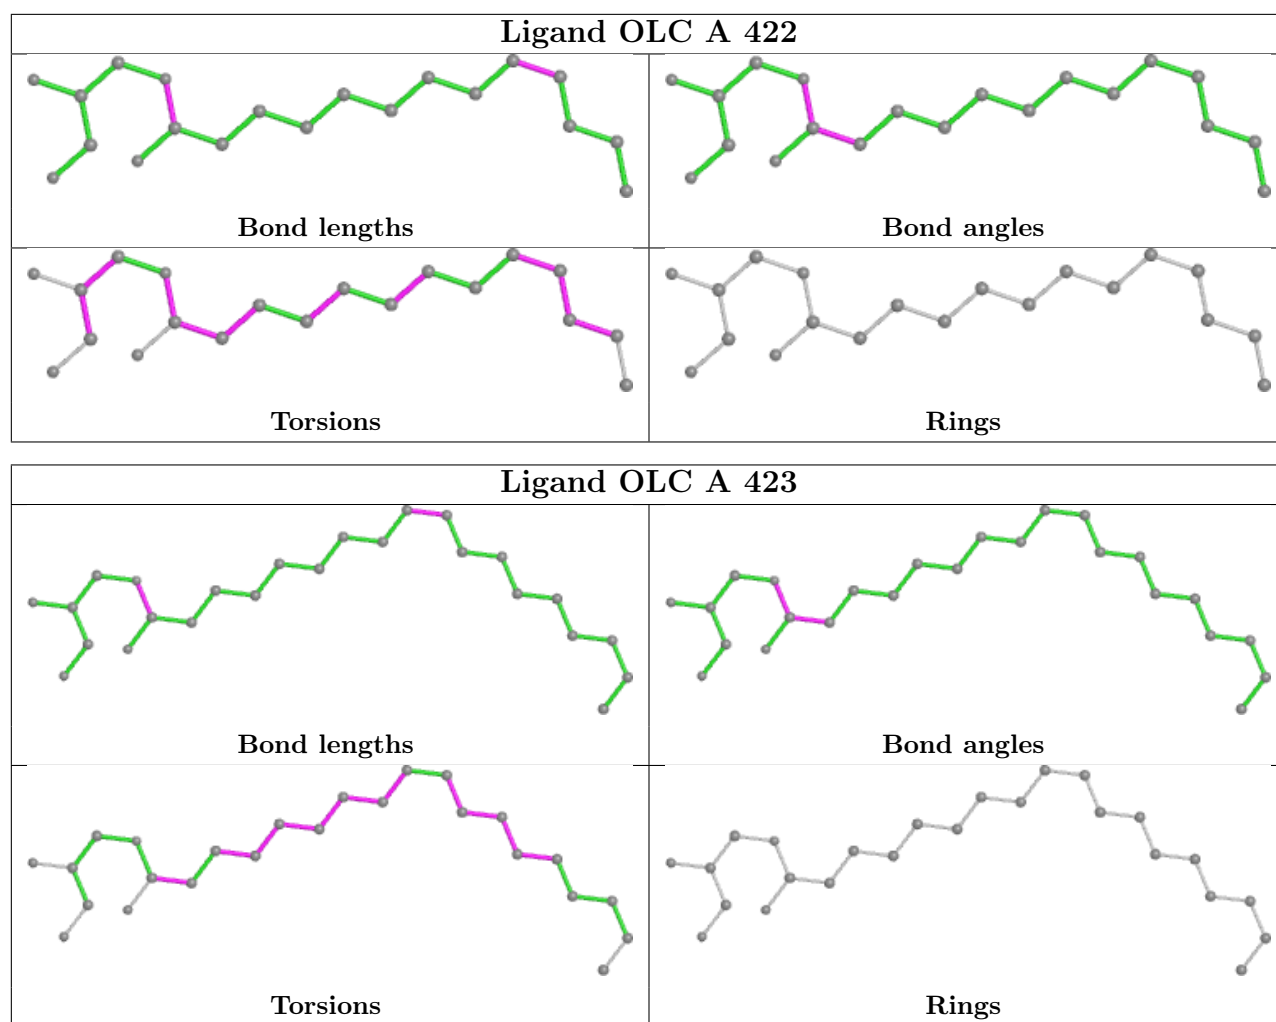 Ligand OLC A 422
Bond lengths
Bond angles
Torsions
Rings
Ligand OLC A 423
Bond lengths
Bond angles
Torsions
Rings